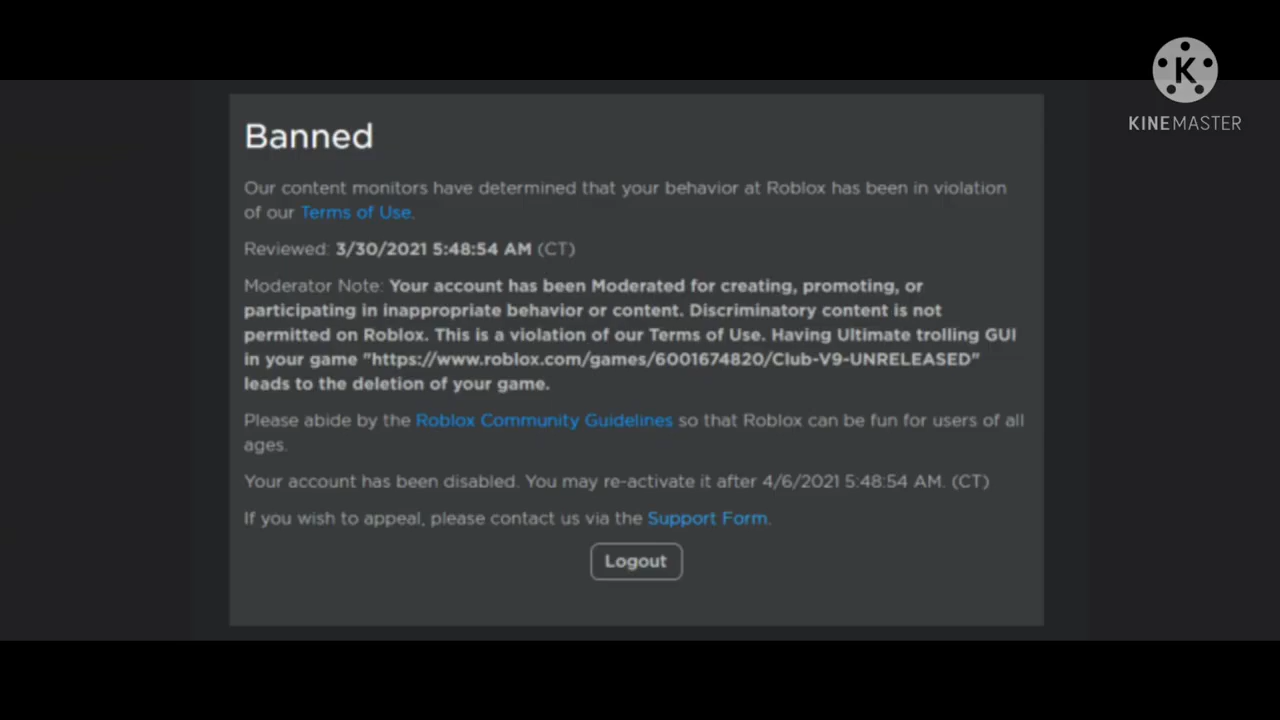 K
KINEMASTER
Banned
Our content monitors have determined that your behavior at Roblox has been in violation
of our Terms of Use.
Reviewed: 3/30/2021 5:48:54 AM (CT)
Moderator Note: Your account has been Moderated for creating, promoting, or
participating in inappropriate behavior or content. Discriminatory content is not
permitted on Roblox. This is a violation of our Terms of Use. Having Ultimate trolling GUI
in your game "https://www.roblox.com/games/6001674820/Club-V9-UNRELEASED"
leads to the deletion of your game.
Please abide by the Roblox Community Guidelines so that Roblox can be fun for users of all
ages.
Your account has been disabled. You may re-activate it after 4/6/2021 5:48:54 AM. (CT)
If you wish to appeal, please contact us via the Support Form.
Logout